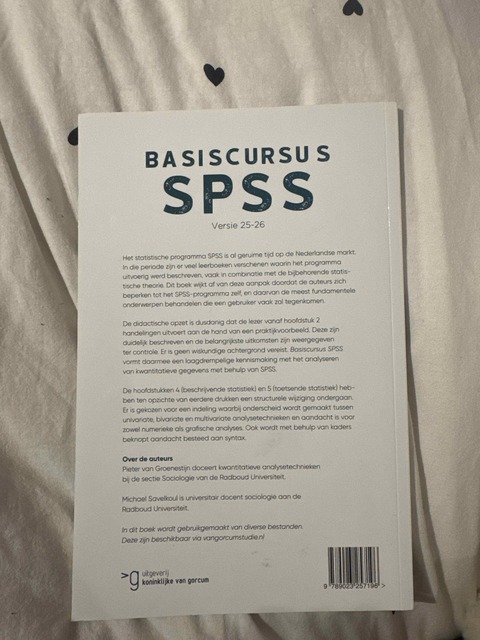 BASISCURSUS
SPSS
Versie 25-26
Het statistische programma SPSS is al geruime tijd op de Nederlandse markt.
In die periode zijn er veel leerboeken verschenen waarin het programma
uitvoerig werd beschreven, vaak in combinatie met de bijbehorende statis-
tische theorie. Dit boek wijkt af van deze aanpak doordat de auteurs zich
beperken tot het SPSS-programma zelf, en daarvan de meest fundamentele
onderwerpen behandelen die een gebruiker vaak zal tegenkomen.
De didactische opzet is dusdanig dat de lezer vanaf hoofdstuk 2
handelingen uitvoert aan de hand van een praktijkvoorbeeld. Deze zijn
duidelijk beschreven en de belangrijkste uitkomsten zijn weergegeven
ter controle. Er is geen wiskundige achtergrond vereist. Basiscursus SPSS
vormt daarmee een laagdrempelige kennismaking met het analyseren
van kwantitatieve gegevens met behulp van SPSS.
De hoofdstukken 4 (beschrijvende statistiek) en 5 (toetsende statistiek) heb-
ben ten opzichte van eerdere drukken een structurele wijziging ondergaan.
Er is gekozen voor een indeling waarbij onderscheid wordt gemaakt tussen
univariate, bivariate en multivariate analysetechnieken en aandacht is voor
zowel numerieke als grafische analyses. Ook wordt met behulp van kaders
beknopt aandacht besteed aan syntax.
Over de auteurs
Pieter van Groenestijn doceert kwantitatieve analysetechnieken
bij de sectie Sociologie van de Radboud Universiteit.
Michael Savelkoul is universitair docent sociologie aan de
Radboud Universiteit.
In dit boek wordt gebruikgemaakt van diverse bestanden.
Deze zijn beschikbaar via vangorcumstudie.nl
>g uitgeverij
koninklijke van gorcum
9 789023 257196 >